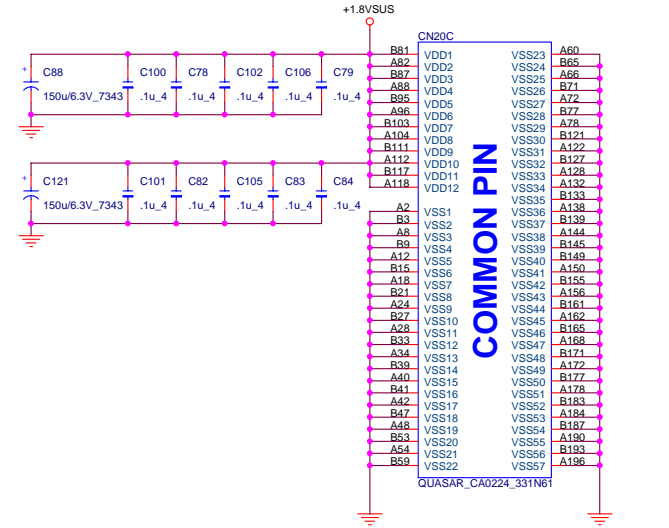 +1.8VSUS
CN20C
C88
C100
C78
C102
C106
C79
150u/6.3V_7343
.1u_4
.1u_4
.1u_4
.1u_4
.1u_4
C121
C101
C82
C105
C83
C84
150u/6.3V_7343
.1u_4
.1u_4
.1u_4
.1u_4
.1u_4
B81 VDD1
A82 VDD2
B87 VDD3
A88 VDD4
B95 VDD5
A96 VDD6
B103 VDD7
A104 VDD8
B111 VDD9
A112 VDD10
B117 VDD11
A118 VDD12
A2 VSS1
B3 VSS2
A8 VSS3
B9 VSS4
A12 VSS5
B15 VSS6
A18 VSS7
B21 VSS8
A24 VSS9
B27 VSS10
A28 VSS11
B33 VSS12
A34 VSS13
B39 VSS14
A40 VSS15
B41 VSS16
A42 VSS17
B47 VSS18
A48 VSS19
B53 VSS20
A54 VSS21
B59 VSS22
COMMON PIN
VSS23 A60
VSS24 B65
VSS25 A66
VSS26 B71
VSS27 A72
VSS28 B77
VSS29 A78
VSS30 B121
VSS31 A122
VSS32 B127
VSS33 A128
VSS34 A132
VSS35 B133
VSS36 A138
VSS37 B139
VSS38 A144
VSS39 B145
VSS40 B149
VSS41 A150
VSS42 B155
VSS43 A156
VSS44 B161
VSS45 A162
VSS46 B165
VSS47 A168
VSS48 B171
VSS49 A172
VSS50 B177
VSS51 A178
VSS52 B183
VSS53 A184
VSS54 B187
VSS55 A190
VSS56 B193
VSS57 A196
QUASAR_CA0224_331N61